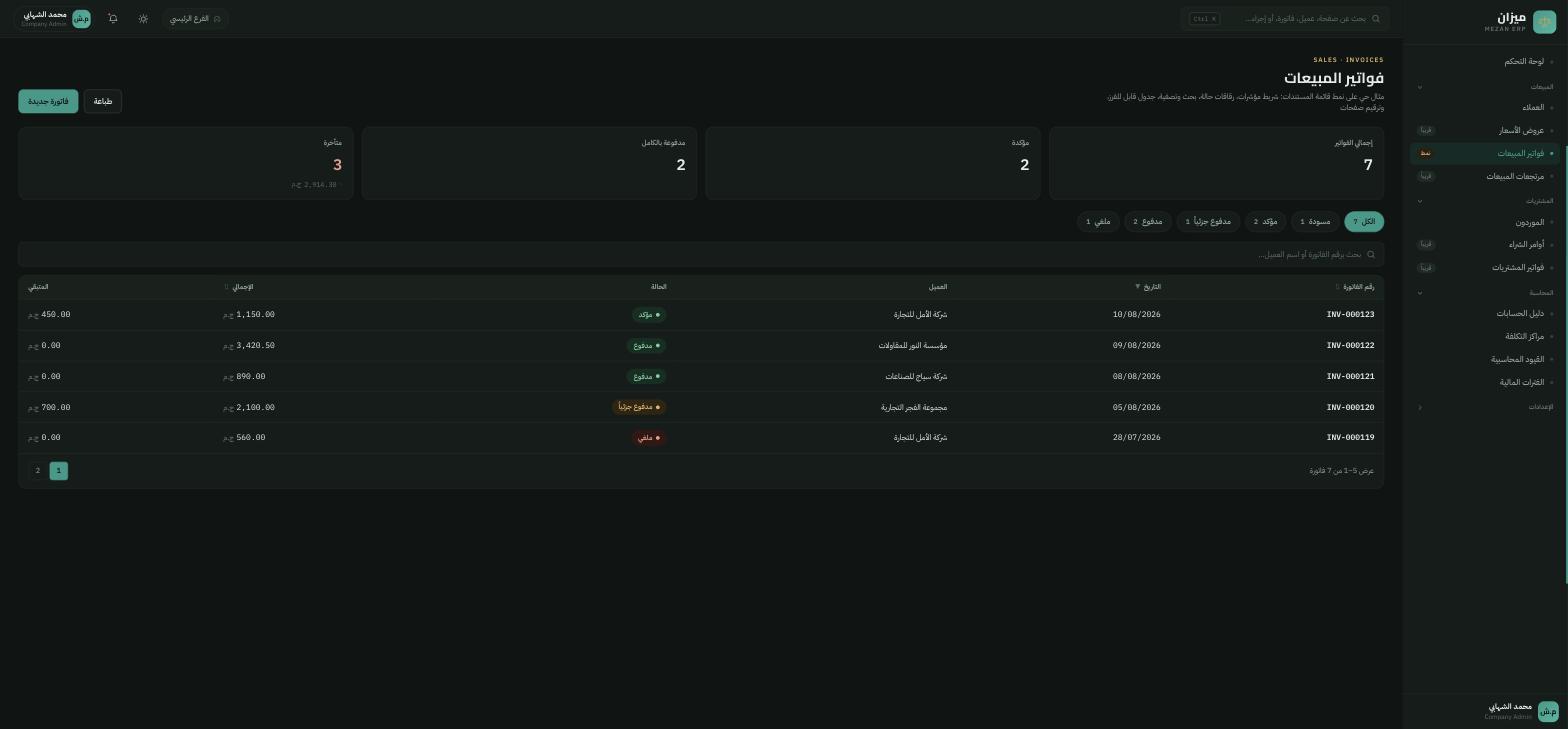 ميزان
MEZAN ERP
بحث عن صفحة، عميل، فاتورة، أو إجراء...
Ctrl K
الفرع الرئيسي
م.ش
محمد الشهابي
Company Admin
لوحة التحكم
المبيعات
العملاء
عروض الأسعار
قريباً
فواتير المبيعات
نمط
مرتجعات المبيعات
قريباً
المشتريات
الموردون
أوامر الشراء
قريباً
فواتير المشتريات
قريباً
المحاسبة
دليل الحسابات
مراكز التكلفة
القيود المحاسبية
الفترات المالية
الإعدادات
م.ش
محمد الشهابي
Company Admin
SALES · INVOICES
فواتير المبيعات
مثال حي على نمط قائمة المستندات: شريط مؤشرات، رقاقات حالة، بحث وتصفية، جدول قابل للفرز،
وترقيم صفحات
طباعة
فاتورة جديدة
إجمالي الفواتير
7
مؤكدة
2
مدفوعة بالكامل
2
متأخرة
3
2,914.30 ج.م
الكل 7
مسودة 1
مؤكد 2
مدفوع جزئياً 1
مدفوع 2
ملغي 1
بحث برقم الفاتورة أو اسم العميل...
رقم الفاتورة التاريخ ▼ العميل الحالة الإجمالي المتبقي
INV-000123 10/08/2026 شركة الأمل للتجارة مؤكد 1,150.00 ج.م 450.00 ج.م
INV-000122 09/08/2026 مؤسسة النور للمقاولات مدفوع 3,420.50 ج.م 0.00 ج.م
INV-000121 08/08/2026 شركة سياج للصناعات مدفوع 890.00 ج.م 0.00 ج.م
INV-000120 05/08/2026 مجموعة الفجر التجارية مدفوع جزئياً 2,100.00 ج.م 700.00 ج.م
INV-000119 28/07/2026 شركة الأمل للتجارة ملغي 560.00 ج.م 0.00 ج.م
عرض 1–5 من 7 فاتورة
1 2